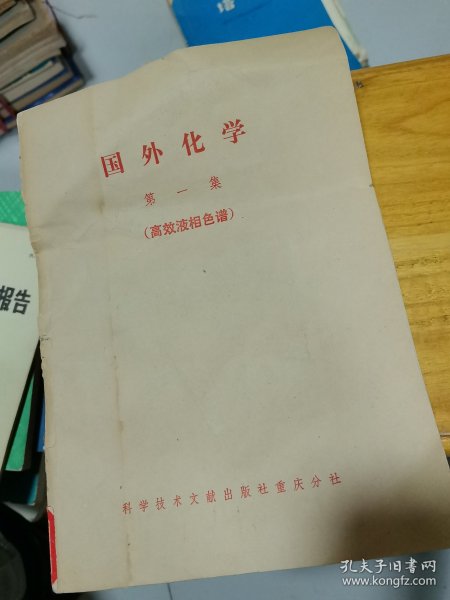 国外化学
第一集
(高效液相色谱)
科学技术文献出版社重庆分社
报告
孔夫子旧书网
www.kongfz.com